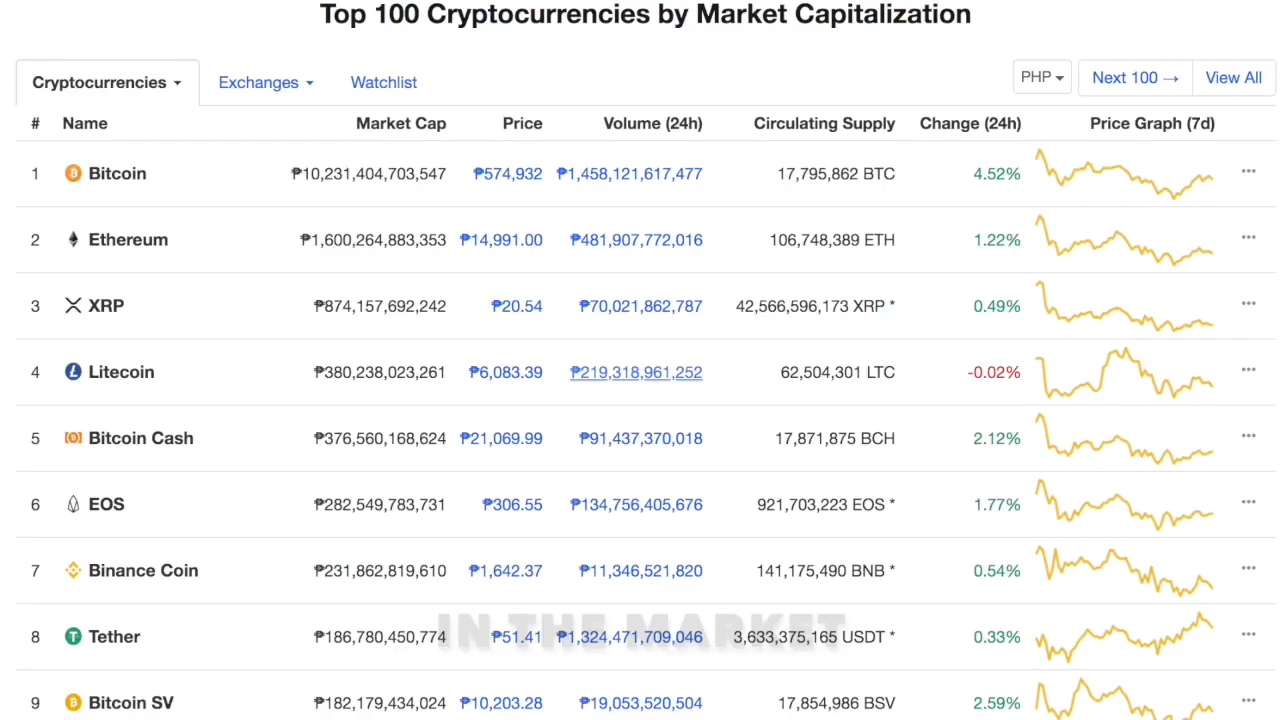 Top 100 Cryptocurrencies by Market Capitalization
Cryptocurrencies Exchanges Watchlist PHP Next 100 → View All
# Name Market Cap Price Volume (24h) Circulating Supply Change (24h) Price Graph (7d)
1 Bitcoin ₱10,231,404,703,547 ₱574,932 ₱1,458,121,617,477 17,795,862 BTC 4.52%
2 Ethereum ₱1,600,264,883,353 ₱14,991.00 ₱481,907,772,016 106,748,389 ETH 1.22%
3 XRP ₱874,157,692,242 ₱20.54 ₱70,021,862,787 42,566,596,173 XRP * 0.49%
4 Litecoin ₱380,238,023,261 ₱6,083.39 ₱219,318,961,252 62,504,301 LTC -0.02%
5 Bitcoin Cash ₱376,560,168,624 ₱21,069.99 ₱91,437,370,018 17,871,875 BCH 2.12%
6 EOS ₱282,549,783,731 ₱306.55 ₱134,756,405,676 921,703,223 EOS * 1.77%
7 Binance Coin ₱231,862,819,610 ₱1,642.37 ₱11,346,521,820 141,175,490 BNB * 0.54%
8 Tether ₱186,780,450,774 ₱51.41 ₱1,324,471,709,046 3,633,375,165 USDT * 0.33%
IN THE MARKET
9 Bitcoin SV ₱182,179,434,024 ₱10,203.28 ₱19,053,520,504 17,854,986 BSV 2.59%